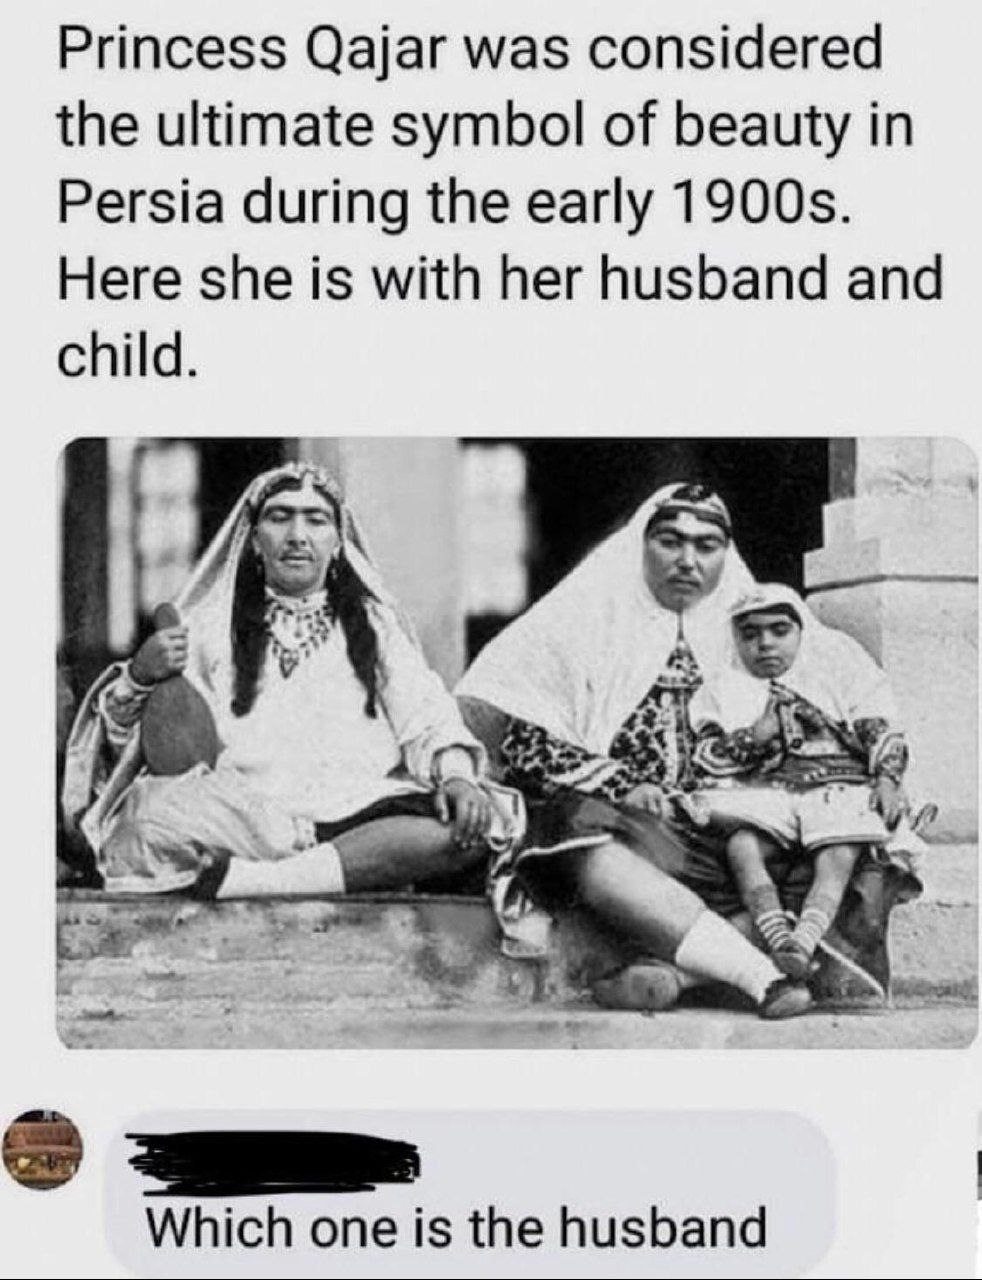 Princess Qajar was considered
the ultimate symbol of beauty in
Persia during the early 1900s.
Here she is with her husband and
child.
Which one is the husband